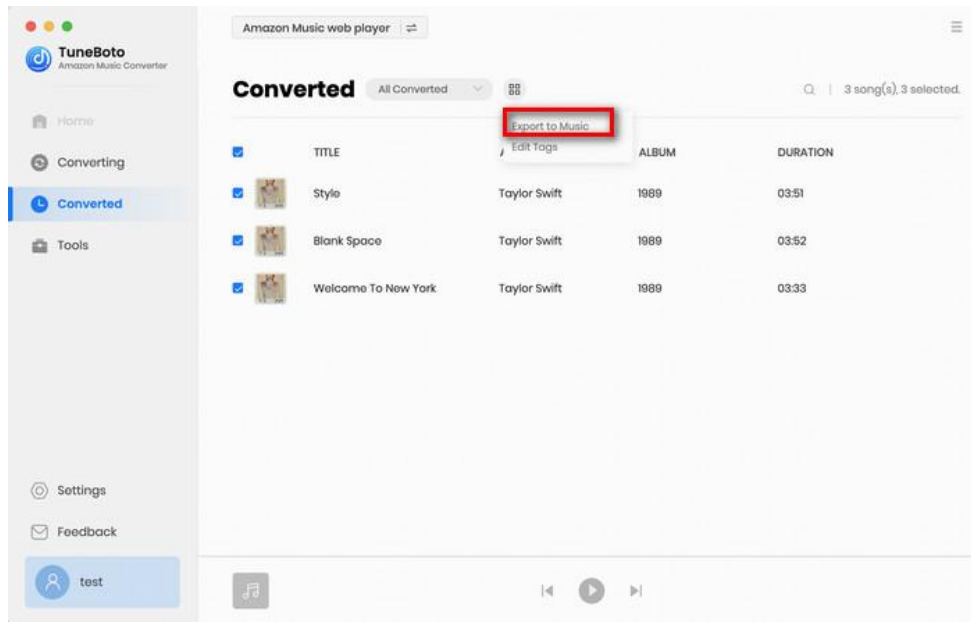 TuneBoto
Amazon Music Converter
Home
Converting
Converted
Tools
Settings
Feedback
test
Amazon Music web player
Converted All Converted 3 song(s), 3 selected.
Export to Music
Edit Tags
TITLE ALBUM DURATION
Style Taylor Swift 1989 03:51
Blank Space Taylor Swift 1989 03:52
Welcome To New York Taylor Swift 1989 03:33